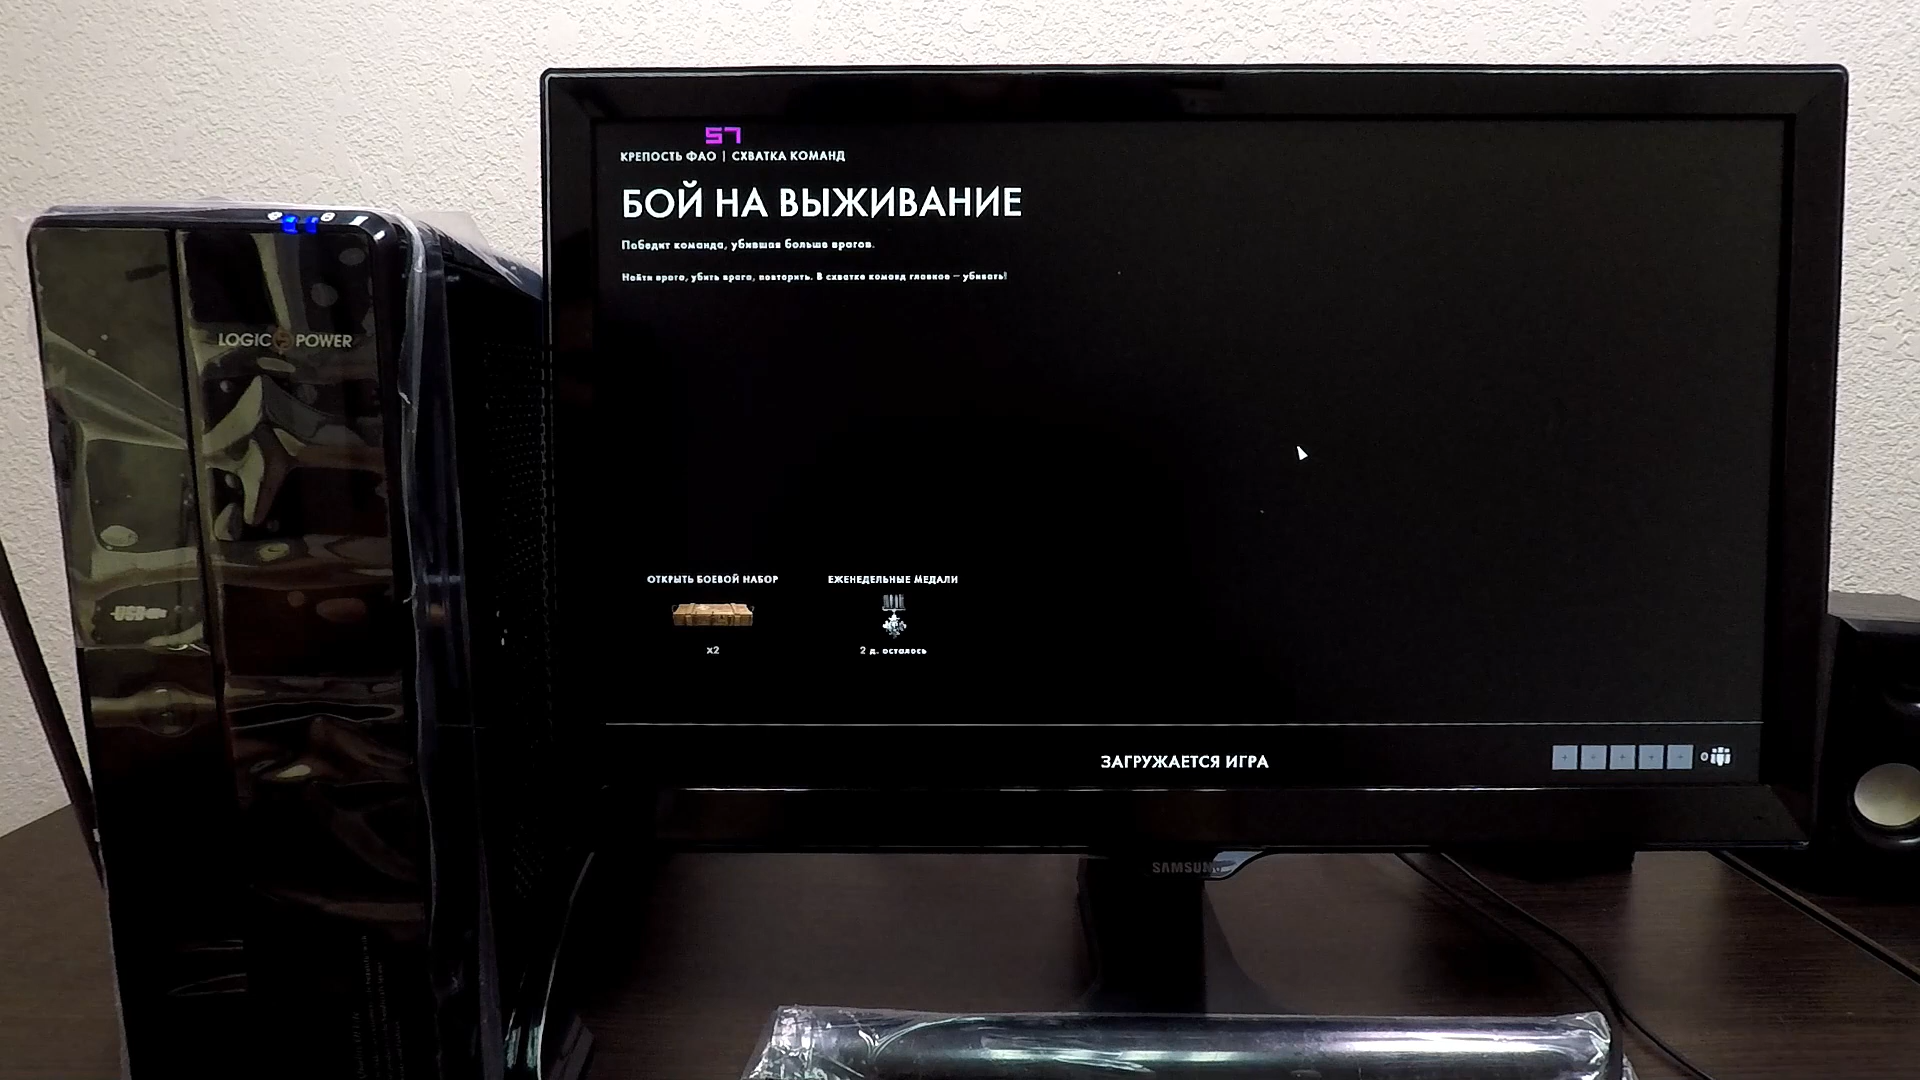 57
КРЕПОСТЬ ФАО | СХВАТКА КОМАНД
БОЙ НА ВЫЖИВАНИЕ
Победит команда, убившая больше врагов.
Найти врага, убить врага, повторить. В схватке команд главное – убивать!
LOGIC POWER
ОТКРЫТЬ БОЕВОЙ НАБОР
ЕЖЕНЕДЕЛЬНЫЕ МЕДАЛИ
USB
x2
2 д. осталось
ЗАГРУЖАЕТСЯ ИГРА
0
SAMSUNG